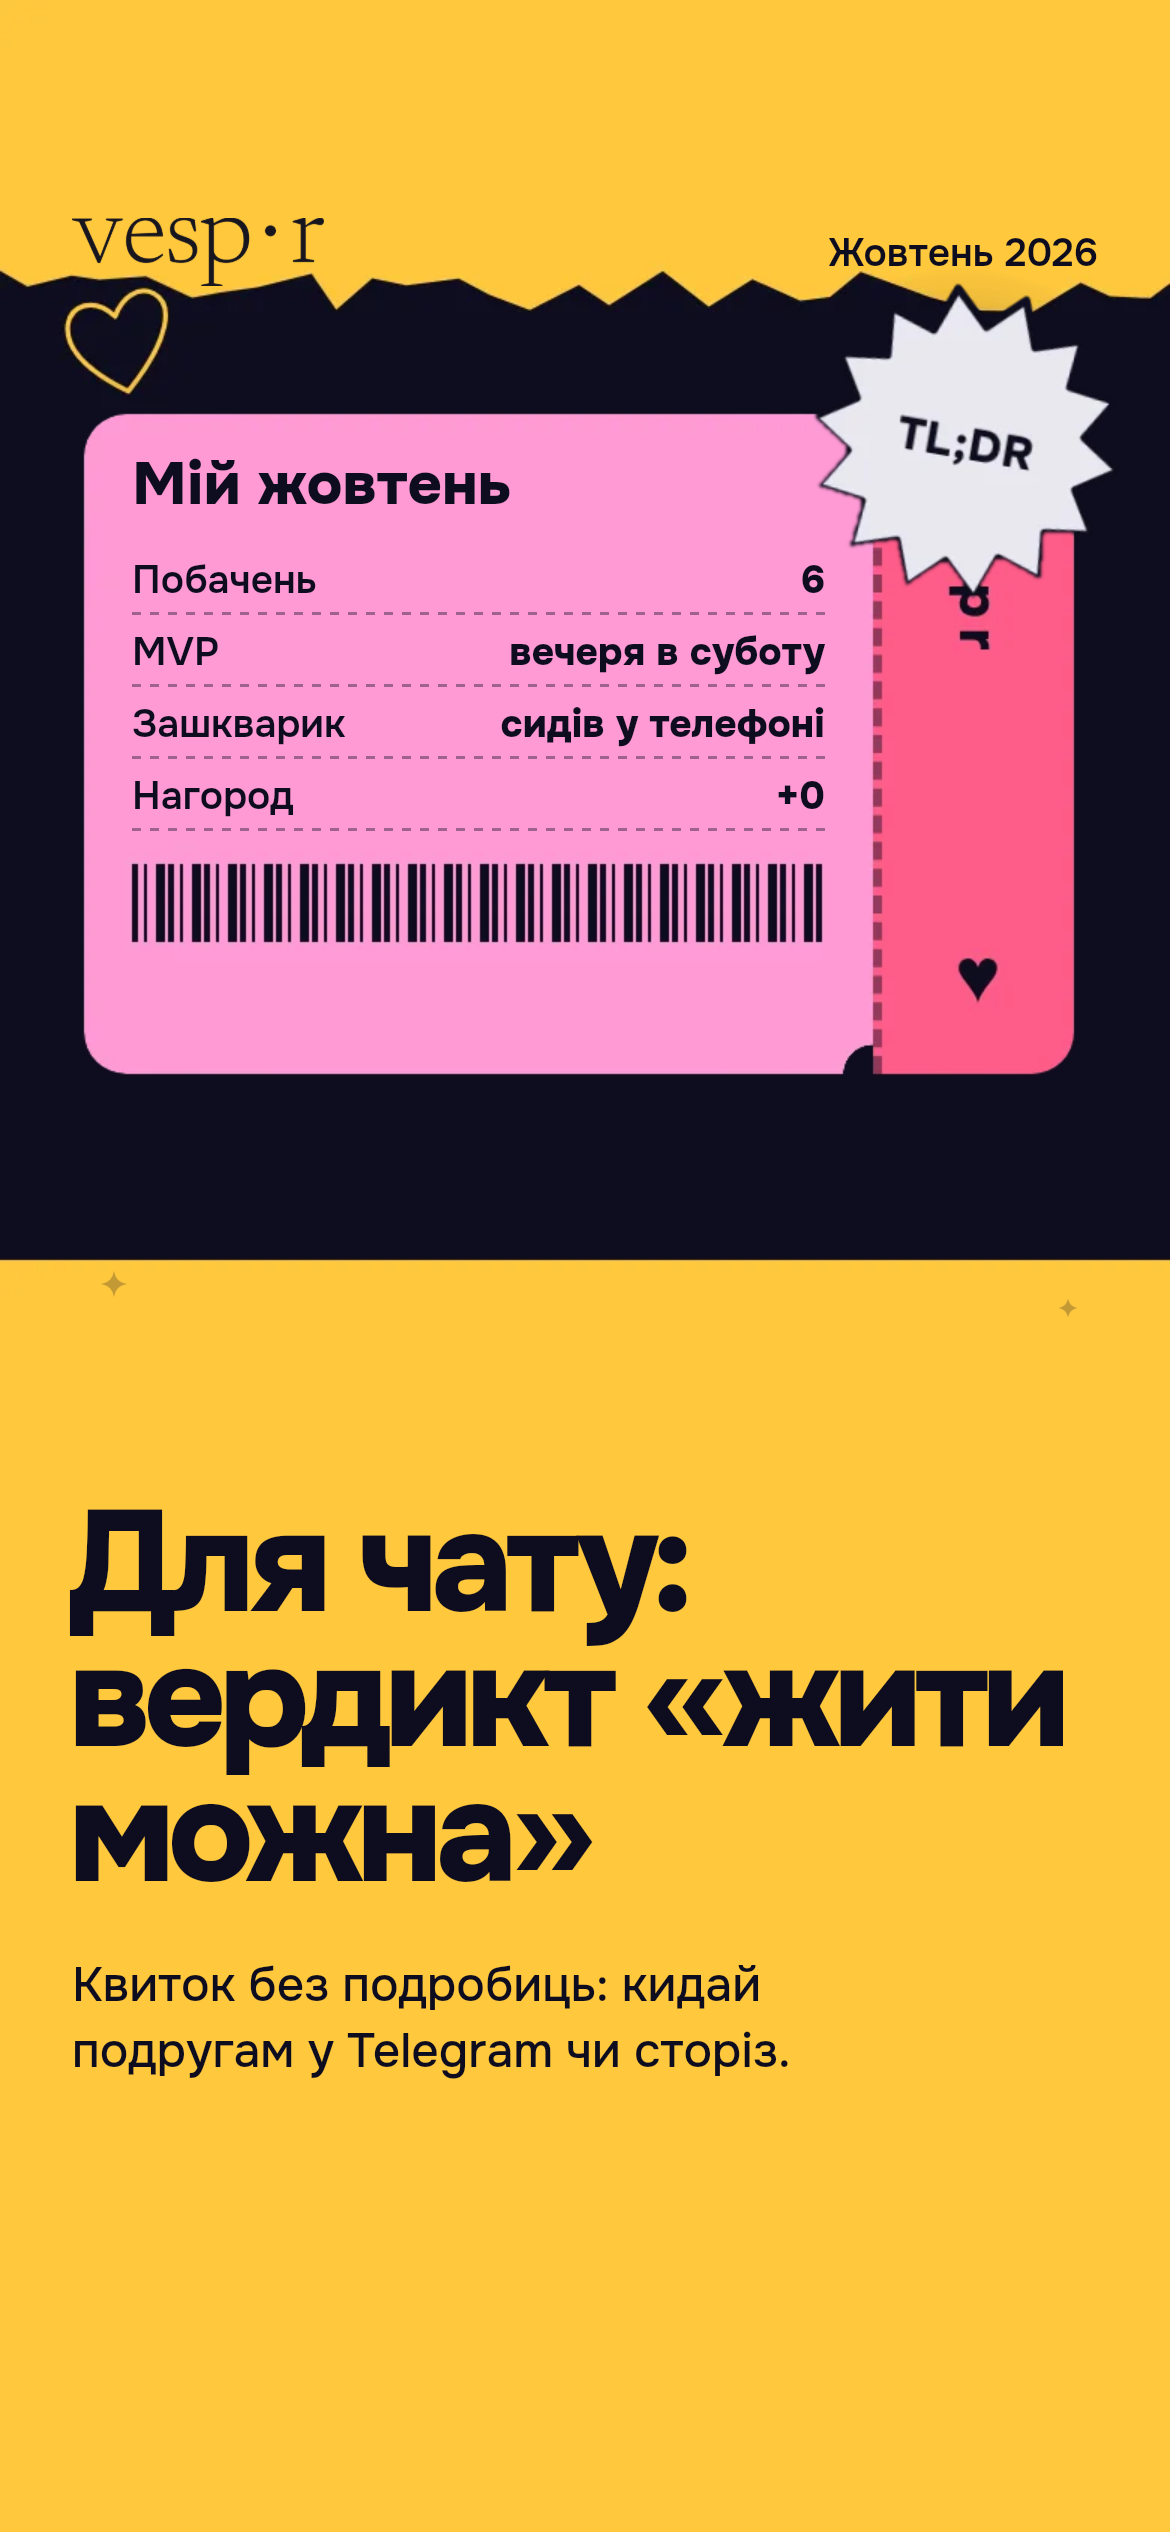 vesp·r
Жовтень 2026
TL;DR
Мій жовтень
Побачень 6
MVP вечеря в суботу
Зашкварик сидів у телефоні
Нагород +0
pr
♥
Для чату:
вердикт «жити
можна»
Квиток без подробиць: кидай
подругам у Telegram чи сторіз.